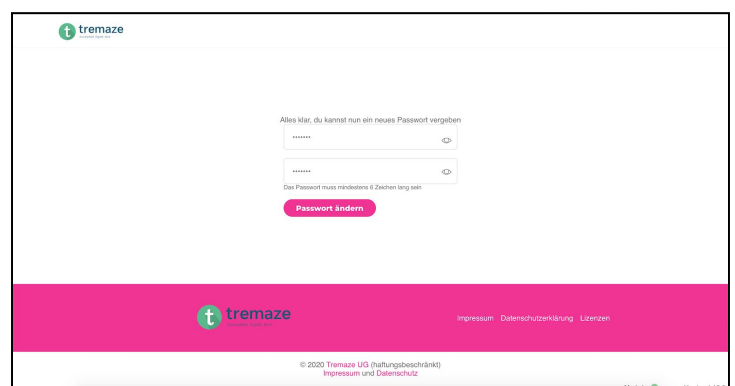 tremaze
Alles klar, du kannst nun ein neues Passwort vergeben
•••••••
•••••••
Das Passwort muss mindestens 6 Zeichen lang sein
Passwort ändern
tremaze
Impressum Datenschutzerklärung Lizenzen
© 2020 Tremaze UG (haftungsbeschränkt)
Impressum und Datenschutz